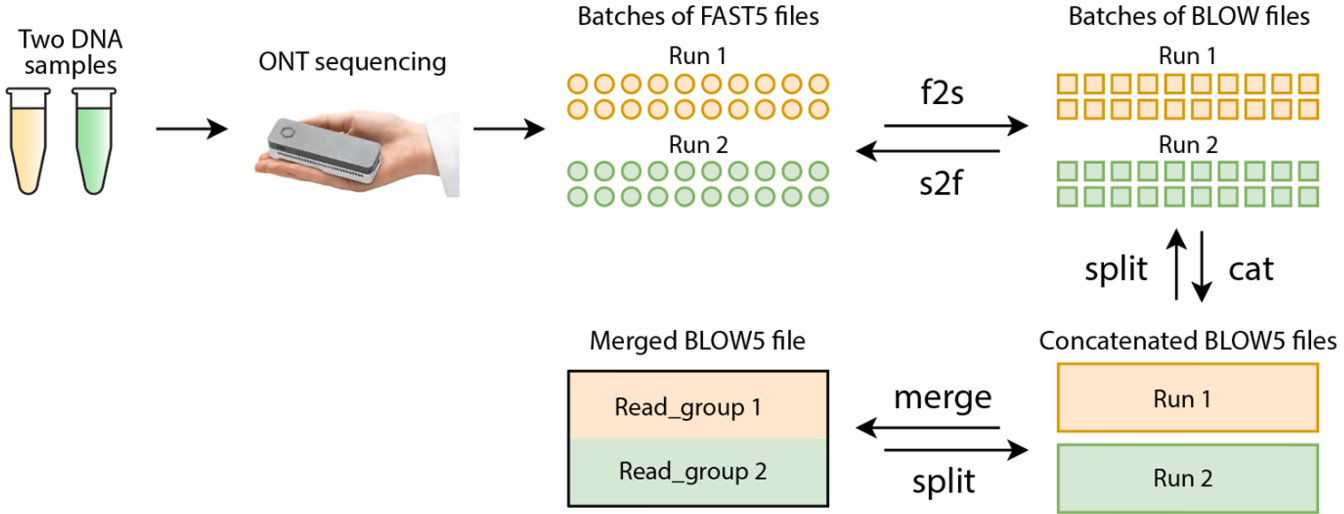 Two DNA
samples
ONT sequencing
Batches of FAST5 files
Run 1
Run 2
f2s
s2f
Batches of BLOW files
Run 1
Run 2
split
cat
Merged BLOW5 file
Read_group 1
Read_group 2
merge
split
Concatenated BLOW5 files
Run 1
Run 2